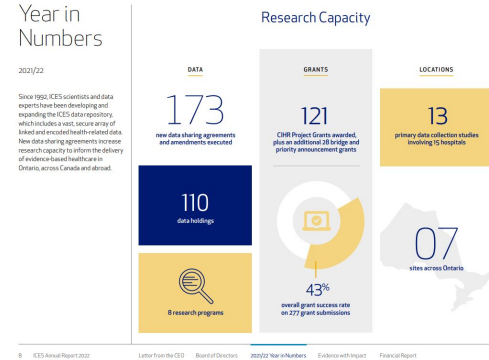 Year in
Numbers
2021/22
Since 1992, ICES scientists and data
experts have been developing and
expanding the ICES data repository,
which includes a vast, secure array of
linked and encoded health-related data.
New data sharing agreements increase
research capacity to inform the delivery
of evidence-based healthcare in
Ontario, across Canada and abroad.
Research Capacity
DATA
173
new data sharing agreements
and amendments executed
110
data holdings
8 research programs
GRANTS
121
CIHR Project Grants awarded,
plus an additional 28 bridge and
priority announcement grants
43%
overall grant success rate
on 277 grant submissions
LOCATIONS
13
primary data collection studies
involving 15 hospitals
07
sites across Ontario
8 ICES Annual Report 2022
Letter from the CEO Board of Directors 2021/22 Year in Numbers Evidence with Impact Financial Report